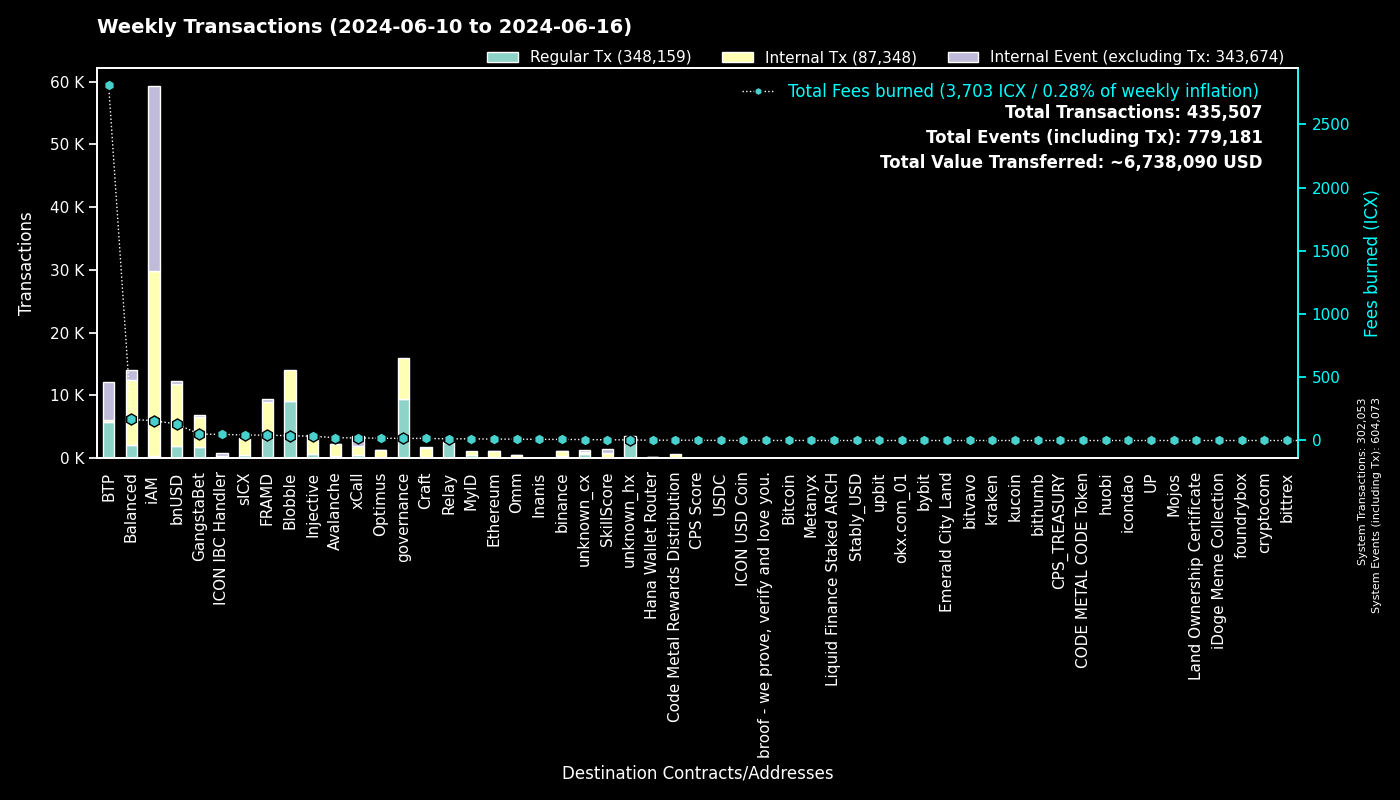 Weekly Transactions (2024-06-10 to 2024-06-16)
Regular Tx (348,159)
Internal Tx (87,348)
Internal Event (excluding Tx: 343,674)
Total Fees burned (3,703 ICX / 0.28% of weekly inflation)
Total Transactions: 435,507
Total Events (including Tx): 779,181
Total Value Transferred: ~6,738,090 USD
Transactions
60 K
50 K
40 K
30 K
20 K
10 K
0 K
2500
2000
1500
1000
500
0
Fees burned (ICX)
System Transactions: 302,053
System Events (including Tx): 604,073
BTP
Balanced
iAM
bnUSD
GangstaBet
ICON IBC Handler
sICX
FRAMD
Blobble
Injective
Avalanche
xCall
Optimus
governance
Craft
Relay
MyID
Ethereum
Omm
Inanis
binance
unknown_cx
SkillScore
unknown_hx
Hana Wallet Router
Code Metal Rewards Distribution
CPS Score
USDC
ICON USD Coin
broof - we prove, verify and love you.
Bitcoin
Metanyx
Liquid Finance Staked ARCH
Stably_USD
upbit
okx.com_01
bybit
Emerald City Land
bitvavo
kraken
kucoin
bithumb
CPS_TREASURY
CODE METAL CODE Token
huobi
icondao
UP
Mojos
Land Ownership Certificate
iDoge Meme Collection
foundrybox
cryptocom
bittrex
Destination Contracts/Addresses